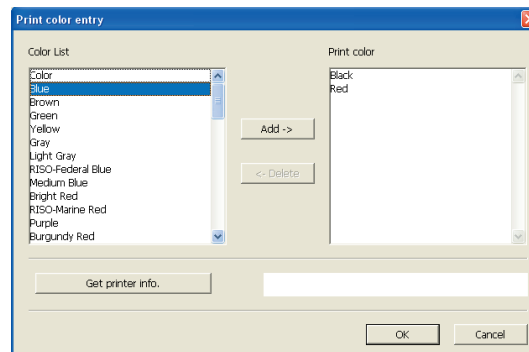 Print color entry
Color List
Color
Blue
Brown
Green
Yellow
Gray
Light Gray
RISO-Federal Blue
Medium Blue
Bright Red
RISO-Marine Red
Purple
Burgundy Red
Add ->
<- Delete
Print color
Black
Red
Get printer info.
OK
Cancel